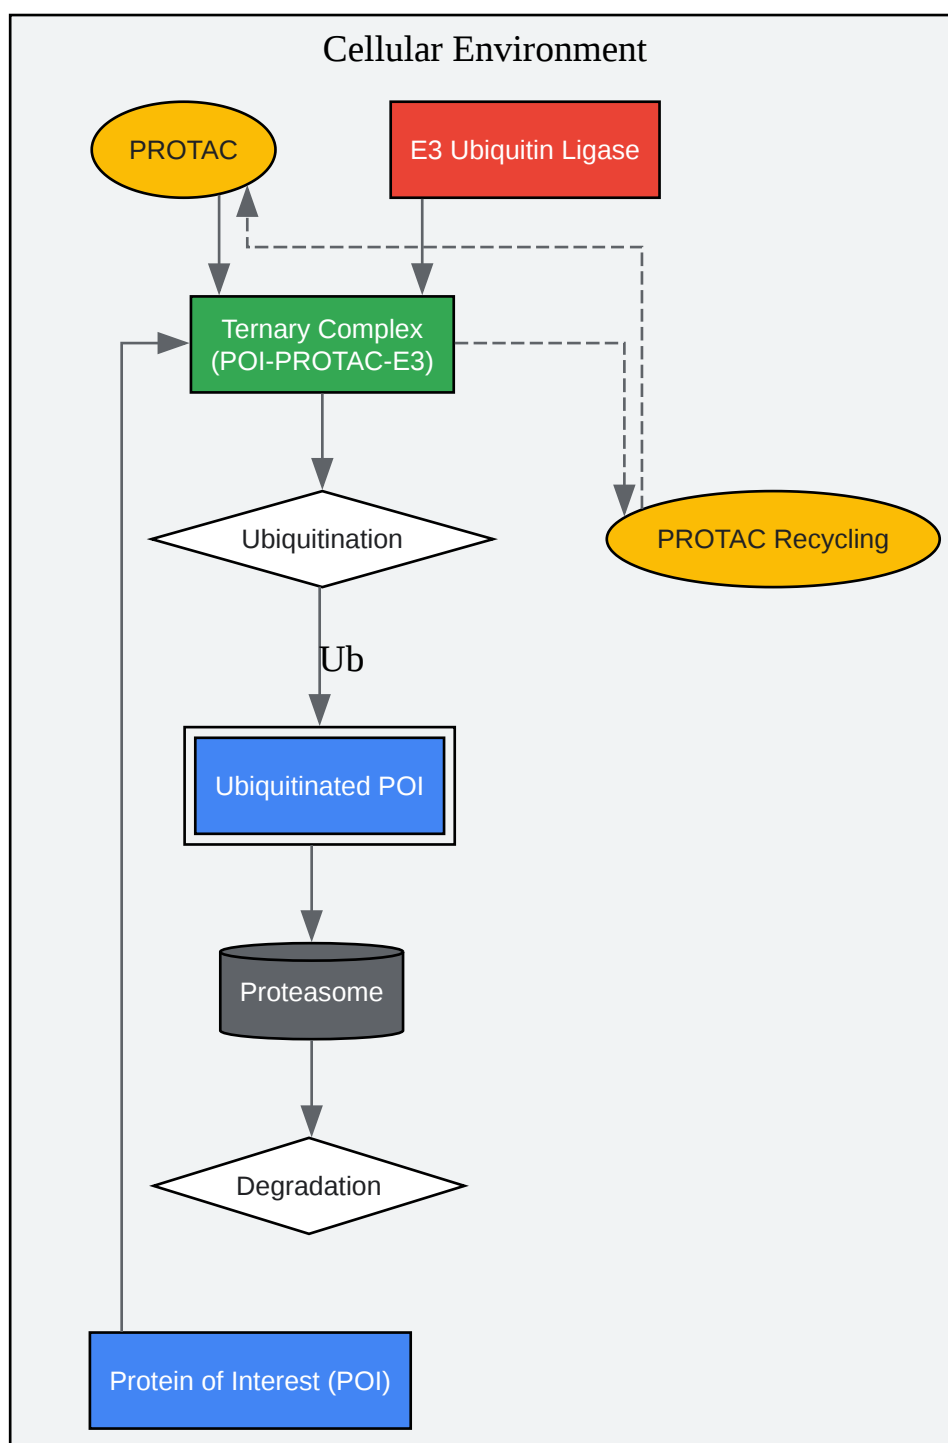 Cellular Environment
PROTAC
E3 Ubiquitin Ligase
Ternary Complex
(POI-PROTAC-E3)
Ubiquitination
PROTAC Recycling
Ub
Ubiquitinated POI
Proteasome
Degradation
Protein of Interest (POI)